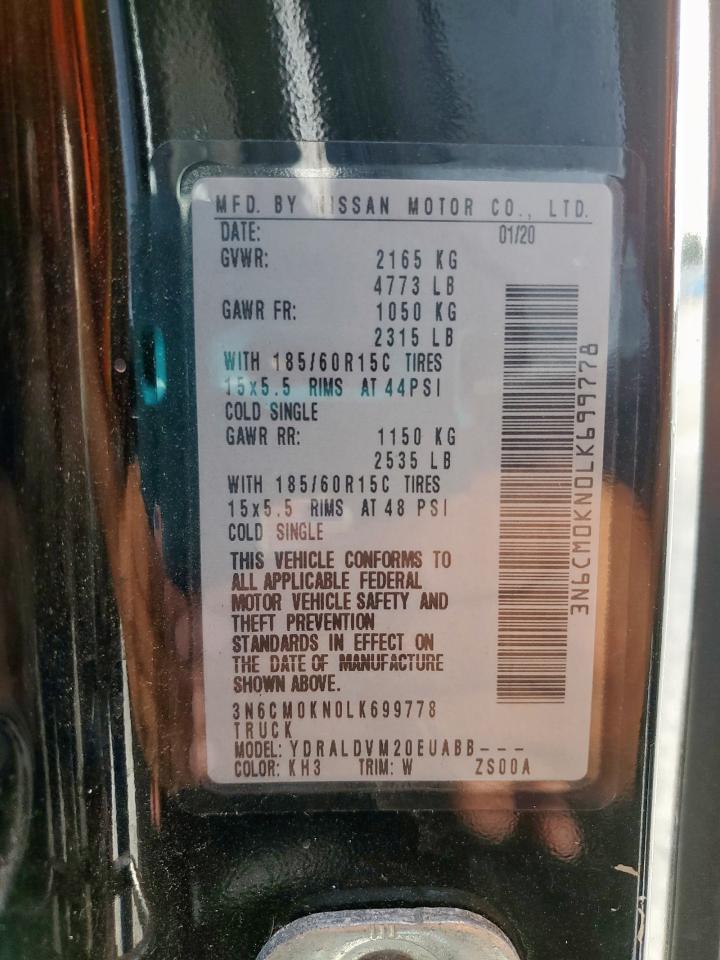 MFD. BY NISSAN MOTOR CO., LTD.
DATE: 01/20
GVWR: 2165 KG
4773 LB
GAWR FR: 1050 KG
2315 LB
WITH 185/60R15C TIRES
15x5.5 RIMS AT 44PSI
COLD SINGLE
GAWR RR: 1150 KG
2535 LB
WITH 185/60R15C TIRES
15x5.5 RIMS AT 48 PSI
COLD SINGLE
THIS VEHICLE CONFORMS TO
ALL APPLICABLE FEDERAL
MOTOR VEHICLE SAFETY AND
THEFT PREVENTION
STANDARDS IN EFFECT ON
THE DATE OF MANUFACTURE
SHOWN ABOVE.
3N6CM0KN0LK699778
TRUCK
MODEL: YDRALDVM20EUABB---
COLOR: KH3 TRIM: W ZS00A
3N6CM0KN0LK699778